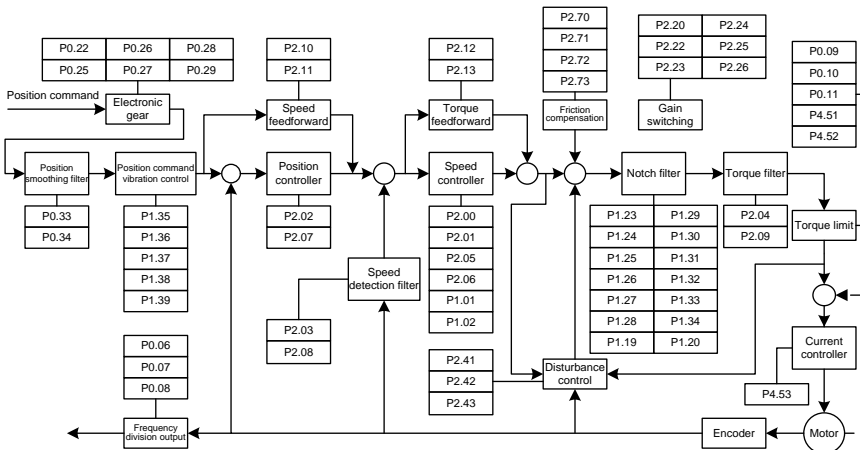 P0.22 P0.26 P0.28
P0.25 P0.27 P0.29
P2.10
P2.11
P2.12
P2.13
P2.70
P2.71
P2.72
P2.73
P2.20 P2.24
P2.22 P2.25
P2.23 P2.26
P0.09
P0.10
P0.11
P4.51
P4.52
Position command
Electronic
gear
Speed
feedforward
Torque
feedforward
Friction
compensation
Gain
switching
Position
smoothing filter
Position command
vibration control
Position
controller
Speed
controller
Notch filter
Torque filter
P0.33
P0.34
P1.35
P1.36
P1.37
P1.38
P1.39
P2.02
P2.07
P2.00
P2.01
P2.05
P2.06
P1.01
P1.02
P1.23 P1.29
P1.24 P1.30
P1.25 P1.31
P1.26 P1.32
P1.27 P1.33
P1.28 P1.34
P1.19 P1.20
P2.04
P2.09
Torque limit
Speed
detection filter
P2.03
P2.08
Current
controller
P0.06
P0.07
P0.08
P2.41
P2.42
P2.43
Disturbance
control
P4.53
Frequency
division output
Encoder
Motor